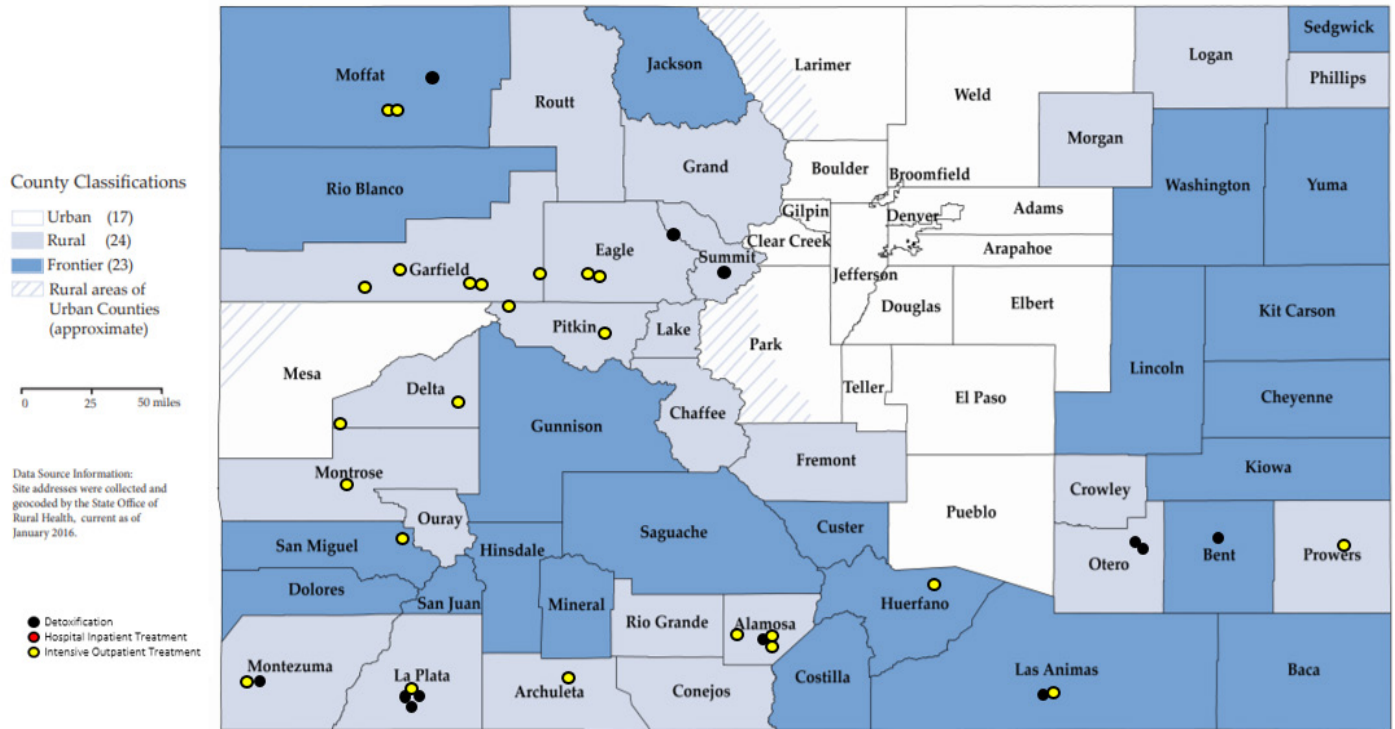 County Classifications
Urban (17)
Rural (24)
Frontier (23)
Rural areas of
Urban Counties
(approximate)
0 25 50 miles
Data Source Information:
Site addresses were collected and
geocoded by the State Office of
Rural Health, current as of
January 2016.
Detoxification
Hospital Inpatient Treatment
Intensive Outpatient Treatment
Moffat
Routt
Jackson
Larimer
Weld
Logan
Sedgwick
Phillips
Morgan
Rio Blanco
Grand
Boulder
Broomfield
Washington
Yuma
Gilpin
Denver
Adams
Clear Creek
Arapahoe
Garfield
Eagle
Summit
Jefferson
Douglas
Elbert
Kit Carson
Pitkin
Lake
Park
Lincoln
Mesa
Delta
Teller
El Paso
Cheyenne
Gunnison
Chaffee
Fremont
Kiowa
Montrose
Crowley
Ouray
Pueblo
San Miguel
Hinsdale
Saguache
Custer
Otero
Bent
Prowers
Dolores
San Juan
Mineral
Huerfano
Rio Grande
Alamosa
Montezuma
La Plata
Archuleta
Conejos
Costilla
Las Animas
Baca